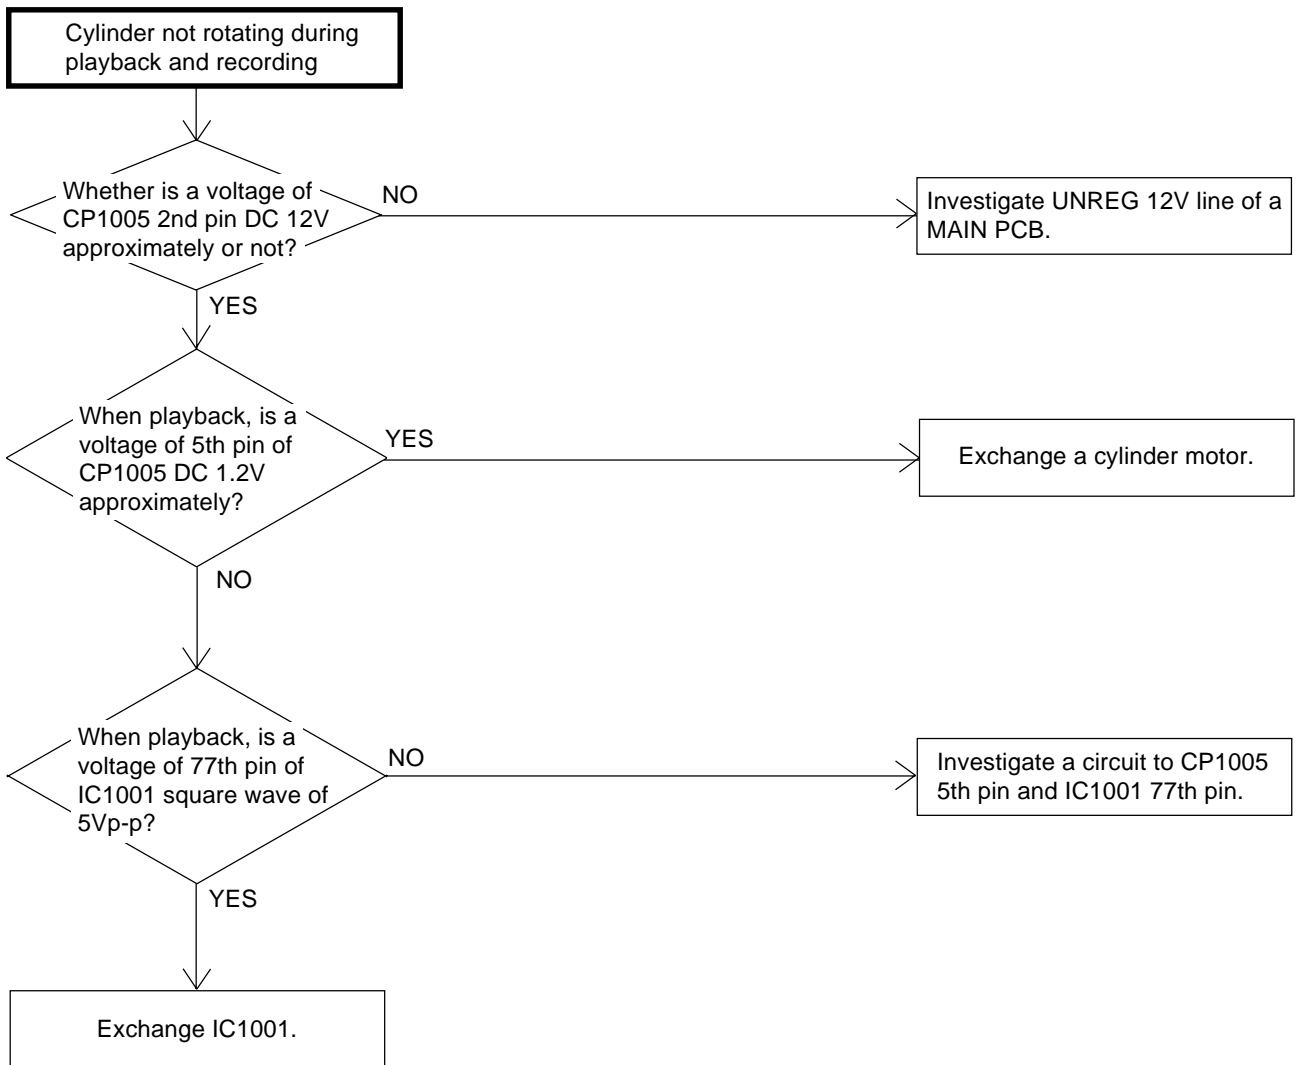 Cylinder not rotating during
playback and recording
Whether is a voltage of
CP1005 2nd pin DC 12V
approximately or not?
NO
Investigate UNREG 12V line of a
MAIN PCB.
YES
When playback, is a
voltage of 5th pin of
CP1005 DC 1.2V
approximately?
YES
Exchange a cylinder motor.
NO
When playback, is a
voltage of 77th pin of
IC1001 square wave of
5Vp-p?
NO
Investigate a circuit to CP1005
5th pin and IC1001 77th pin.
YES
Exchange IC1001.